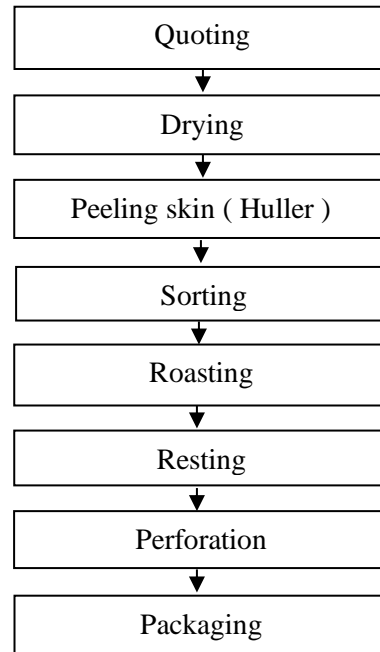 Quoting
Drying
Peeling skin ( Huller )
Sorting
Roasting
Resting
Perforation
Packaging